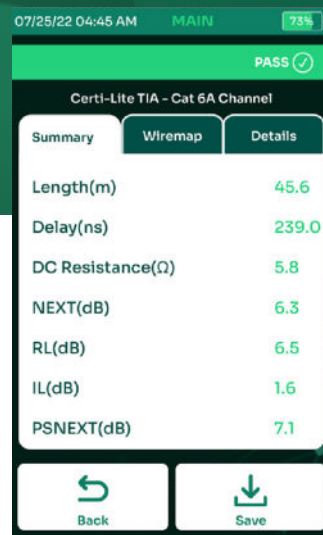 07/25/22 04:45 AM MAIN 73%
PASS
Certi-Lite TIA - Cat 6A Channel
Summary Wiremap Details
Length(m) 45.6
Delay(ns) 239.0
DC Resistance(Ω) 5.8
NEXT(dB) 6.3
RL(dB) 6.5
IL(dB) 1.6
PSNEXT(dB) 7.1
Back Save